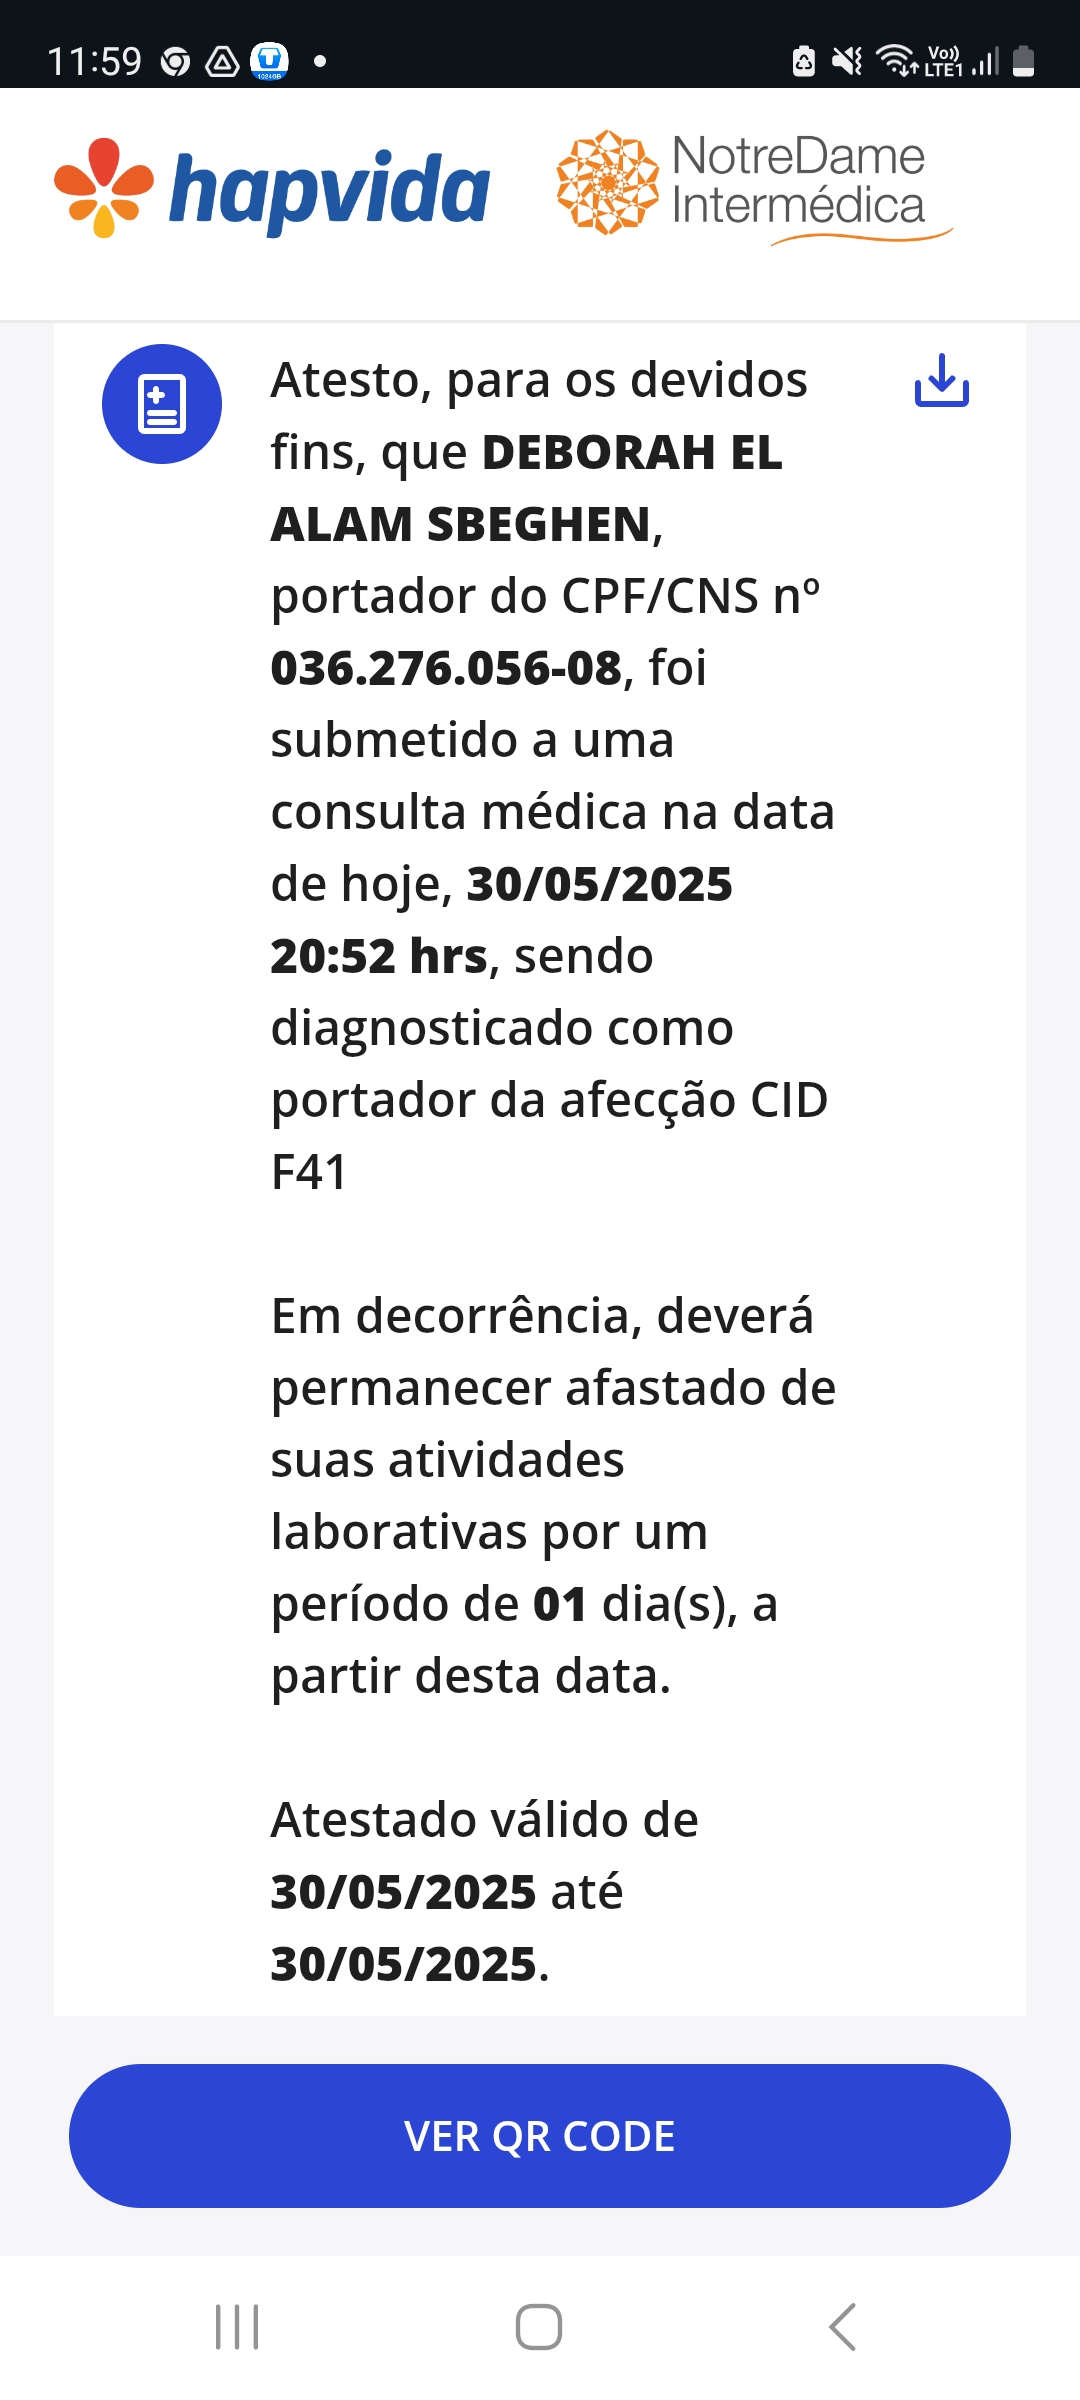 11:59
1024GB
Vo))
LTE1
hapvida
NotreDame
Intermédica
Atesto, para os devidos
fins, que DEBORAH EL
ALAM SBEGHEN,
portador do CPF/CNS nº
036.276.056-08, foi
submetido a uma
consulta médica na data
de hoje, 30/05/2025
20:52 hrs, sendo
diagnosticado como
portador da afecção CID
F41
Em decorrência, deverá
permanecer afastado de
suas atividades
laborativas por um
período de 01 dia(s), a
partir desta data.
Atestado válido de
30/05/2025 até
30/05/2025.
VER QR CODE